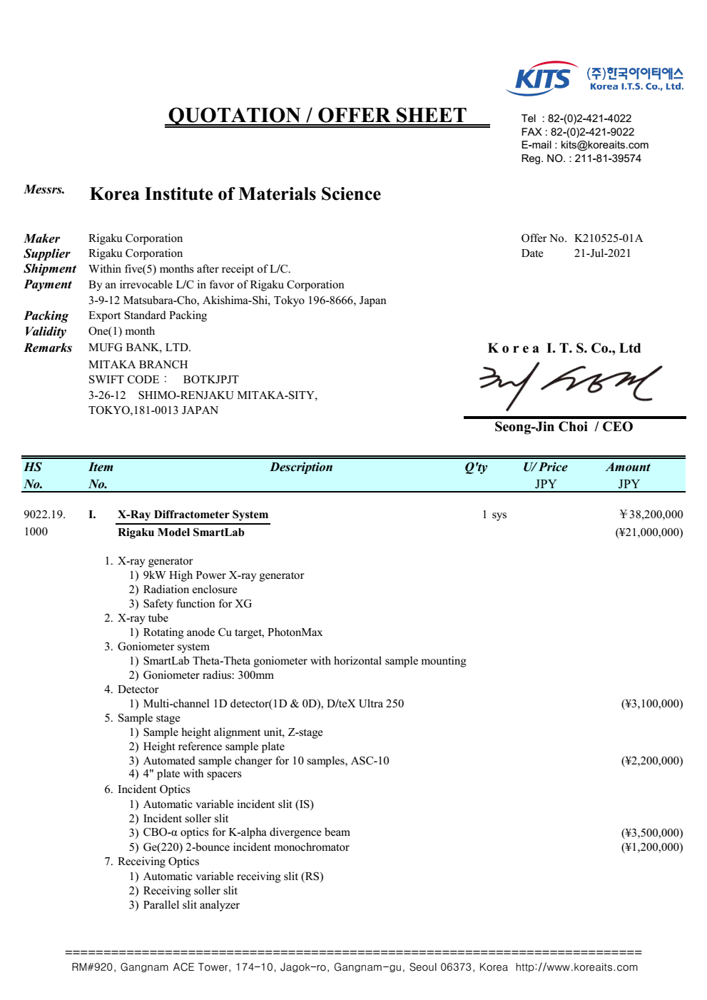 KITS (주)한국아이티에스
Korea I.T.S. Co., Ltd.
QUOTATION / OFFER SHEET
Tel : 82-(0)2-421-4022
FAX : 82-(0)2-421-9022
E-mail : kits@koreaits.com
Reg. NO. : 211-81-39574
Messrs. Korea Institute of Materials Science
Maker Rigaku Corporation Offer No. K210525-01A
Supplier Rigaku Corporation Date 21-Jul-2021
Shipment Within five(5) months after receipt of L/C.
Payment By an irrevocable L/C in favor of Rigaku Corporation
3-9-12 Matsubara-Cho, Akishima-Shi, Tokyo 196-8666, Japan
Packing Export Standard Packing
Validity One(1) month
Remarks MUFG BANK, LTD. K o r e a I. T. S. Co., Ltd
MITAKA BRANCH
SWIFT CODE： BOTKJPJT
3-26-12 SHIMO-RENJAKU MITAKA-SITY,
TOKYO,181-0013 JAPAN
Seong-Jin Choi / CEO
HS Item Description Q'ty U/ Price Amount
No. No. JPY JPY
9022.19. I. X-Ray Diffractometer System 1 sys ￥38,200,000
1000 Rigaku Model SmartLab (¥21,000,000)
1. X-ray generator
1) 9kW High Power X-ray generator
2) Radiation enclosure
3) Safety function for XG
2. X-ray tube
1) Rotating anode Cu target, PhotonMax
3. Goniometer system
1) SmartLab Theta-Theta goniometer with horizontal sample mounting
2) Goniometer radius: 300mm
4. Detector
1) Multi-channel 1D detector(1D & 0D), D/teX Ultra 250 (¥3,100,000)
5. Sample stage
1) Sample height alignment unit, Z-stage
2) Height reference sample plate
3) Automated sample changer for 10 samples, ASC-10 (¥2,200,000)
4) 4" plate with spacers
6. Incident Optics
1) Automatic variable incident slit (IS)
2) Incident soller slit
3) CBO-α optics for K-alpha divergence beam (¥3,500,000)
5) Ge(220) 2-bounce incident monochromator (¥1,200,000)
7. Receiving Optics
1) Automatic variable receiving slit (RS)
2) Receiving soller slit
3) Parallel slit analyzer
===========================================================================
RM#920, Gangnam ACE Tower, 174-10, Jagok-ro, Gangnam-gu, Seoul 06373, Korea http://www.koreaits.com